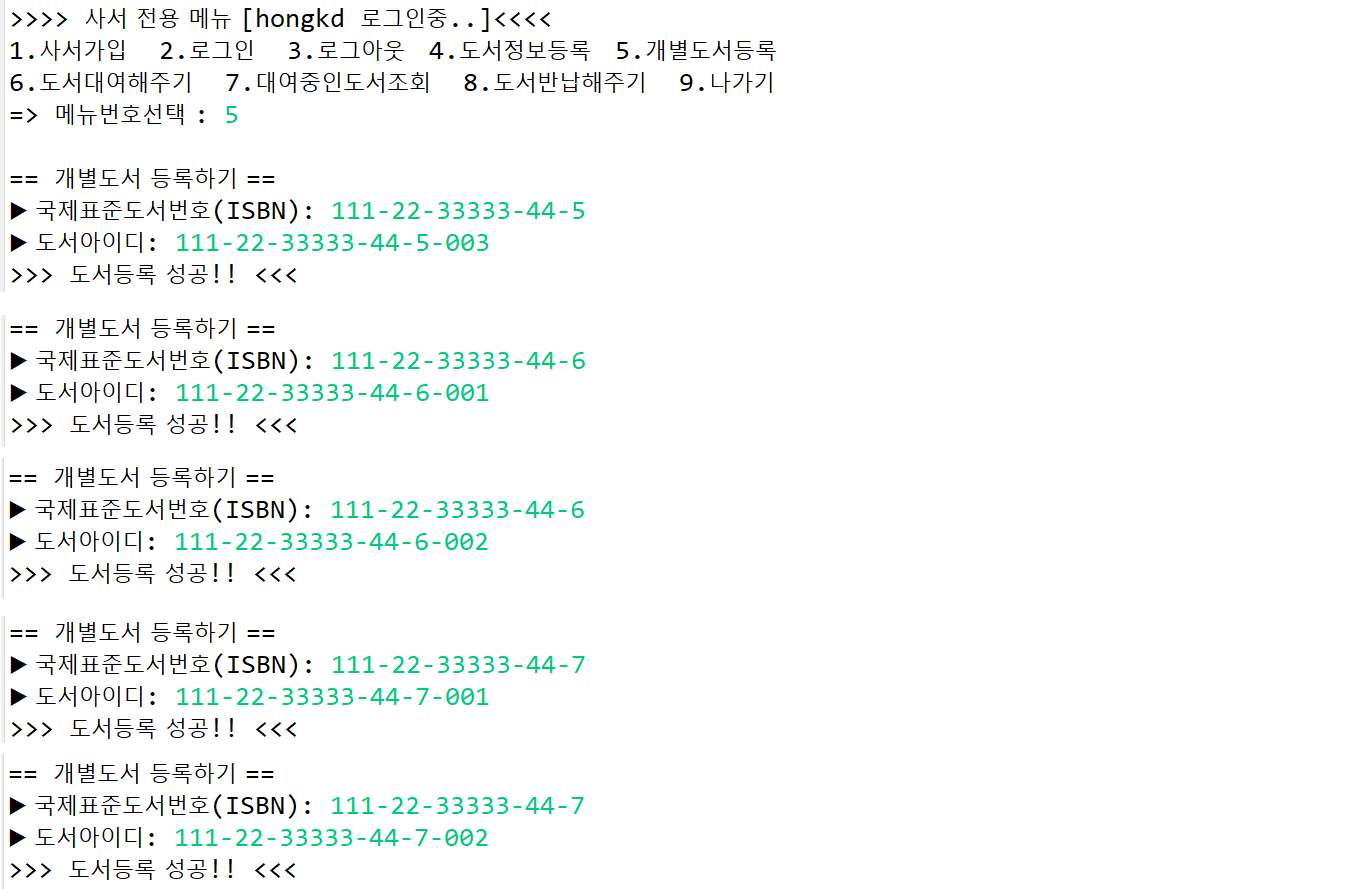 >>>> 사서 전용 메뉴 [hongkd 로그인중..]<<<<
1.사서가입  2.로그인  3.로그아웃  4.도서정보등록  5.개별도서등록
6.도서대여해주기  7.대여중인도서조회  8.도서반납해주기  9.나가기
=> 메뉴번호선택 : 5
== 개별도서 등록하기 ==
▶ 국제표준도서번호(ISBN): 111-22-33333-44-5
▶ 도서아이디: 111-22-33333-44-5-003
>>> 도서등록 성공!! <<<
== 개별도서 등록하기 ==
▶ 국제표준도서번호(ISBN): 111-22-33333-44-6
▶ 도서아이디: 111-22-33333-44-6-001
>>> 도서등록 성공!! <<<
== 개별도서 등록하기 ==
▶ 국제표준도서번호(ISBN): 111-22-33333-44-6
▶ 도서아이디: 111-22-33333-44-6-002
>>> 도서등록 성공!! <<<
== 개별도서 등록하기 ==
▶ 국제표준도서번호(ISBN): 111-22-33333-44-7
▶ 도서아이디: 111-22-33333-44-7-001
>>> 도서등록 성공!! <<<
== 개별도서 등록하기 ==
▶ 국제표준도서번호(ISBN): 111-22-33333-44-7
▶ 도서아이디: 111-22-33333-44-7-002
>>> 도서등록 성공!! <<<